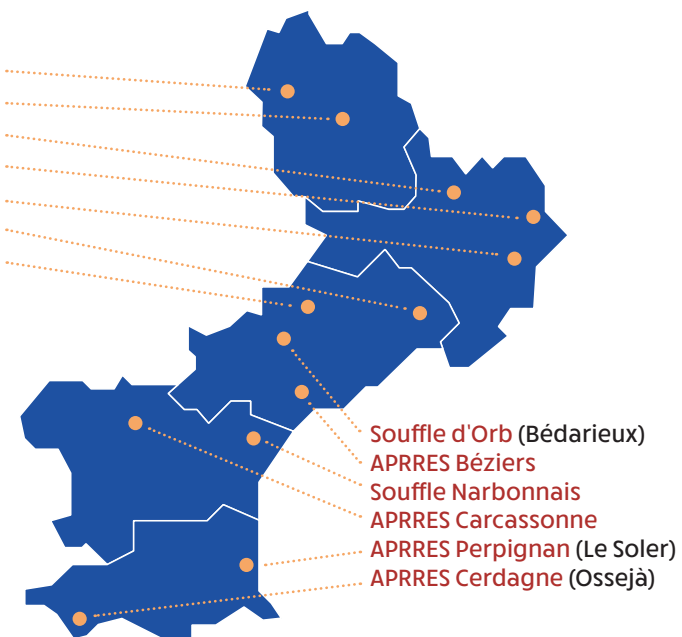 Souffle d'Orb (Bédarieux)
APRRES Béziers
Souffle Narbonnais
APRRES Carcassonne
APRRES Perpignan (Le Soler)
APRRES Cerdagne (Ossejà)